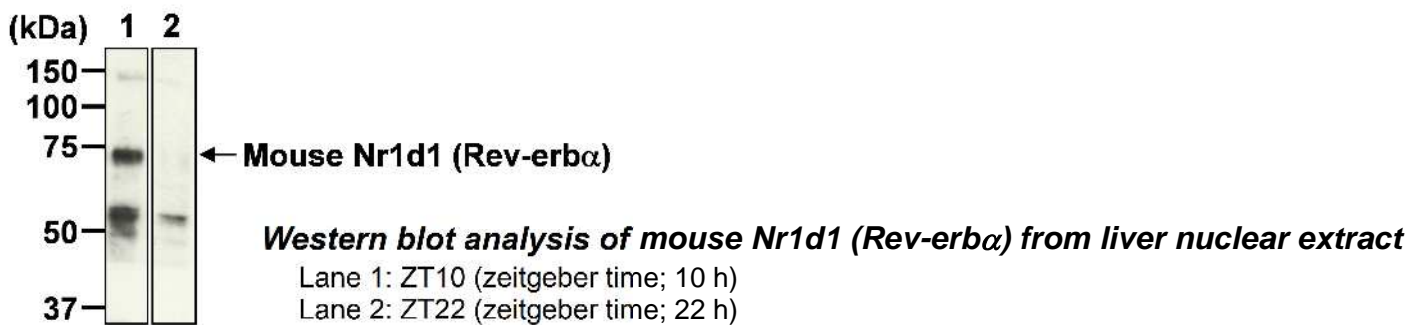 (kDa) 1 2
150
100
75
Mouse Nr1d1 (Rev-erbα)
50
Western blot analysis of mouse Nr1d1 (Rev-erbα) from liver nuclear extract
Lane 1: ZT10 (zeitgeber time; 10 h)
37
Lane 2: ZT22 (zeitgeber time; 22 h)